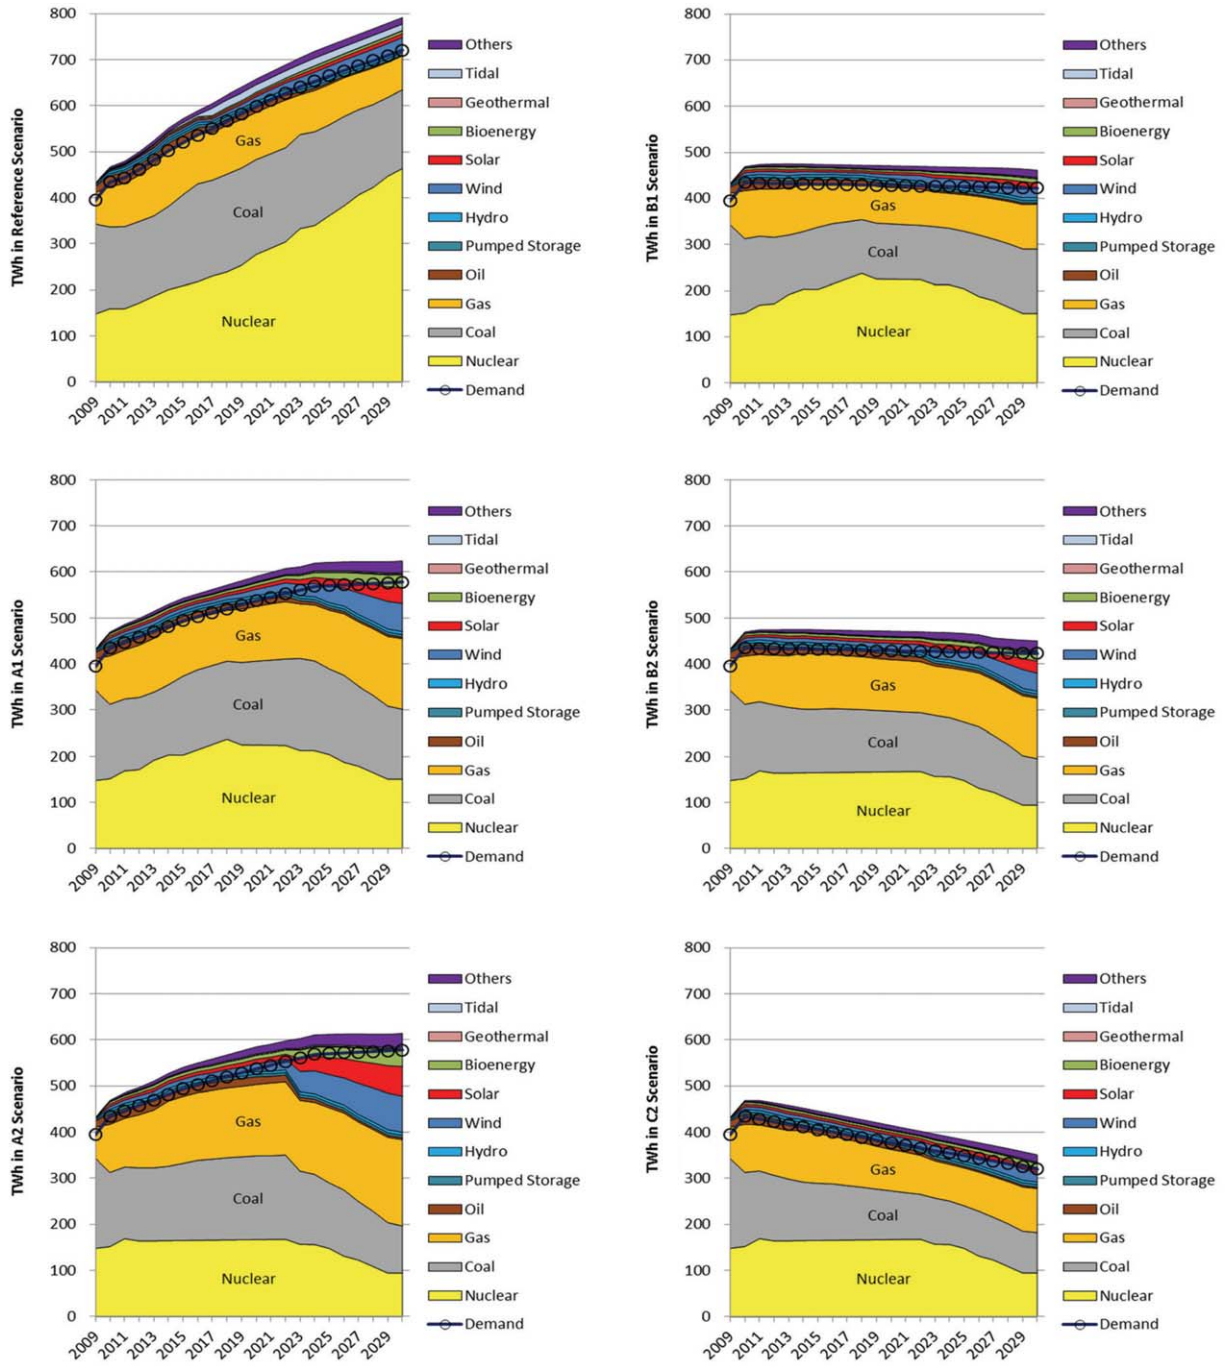 TWh in Reference Scenario
800
700
600
500
400
300
200
100
0
Gas
Coal
Nuclear
2009
2011
2013
2015
2017
2019
2021
2023
2025
2027
2029
Others
Tidal
Geothermal
Bioenergy
Solar
Wind
Hydro
Pumped Storage
Oil
Gas
Coal
Nuclear
Demand
TWh in B1 Scenario
800
700
600
500
400
300
200
100
0
Gas
Coal
Nuclear
2009
2011
2013
2015
2017
2019
2021
2023
2025
2027
2029
Others
Tidal
Geothermal
Bioenergy
Solar
Wind
Hydro
Pumped Storage
Oil
Gas
Coal
Nuclear
Demand
TWh in A1 Scenario
800
700
600
500
400
300
200
100
0
Gas
Coal
Nuclear
2009
2011
2013
2015
2017
2019
2021
2023
2025
2027
2029
Others
Tidal
Geothermal
Bioenergy
Solar
Wind
Hydro
Pumped Storage
Oil
Gas
Coal
Nuclear
Demand
TWh in B2 Scenario
800
700
600
500
400
300
200
100
0
Gas
Coal
Nuclear
2009
2011
2013
2015
2017
2019
2021
2023
2025
2027
2029
Others
Tidal
Geothermal
Bioenergy
Solar
Wind
Hydro
Pumped Storage
Oil
Gas
Coal
Nuclear
Demand
TWh in A2 Scenario
800
700
600
500
400
300
200
100
0
Gas
Coal
Nuclear
2009
2011
2013
2015
2017
2019
2021
2023
2025
2027
2029
Others
Tidal
Geothermal
Bioenergy
Solar
Wind
Hydro
Pumped Storage
Oil
Gas
Coal
Nuclear
Demand
TWh in C2 Scenario
800
700
600
500
400
300
200
100
0
Gas
Coal
Nuclear
2009
2011
2013
2015
2017
2019
2021
2023
2025
2027
2029
Others
Tidal
Geothermal
Bioenergy
Solar
Wind
Hydro
Pumped Storage
Oil
Gas
Coal
Nuclear
Demand